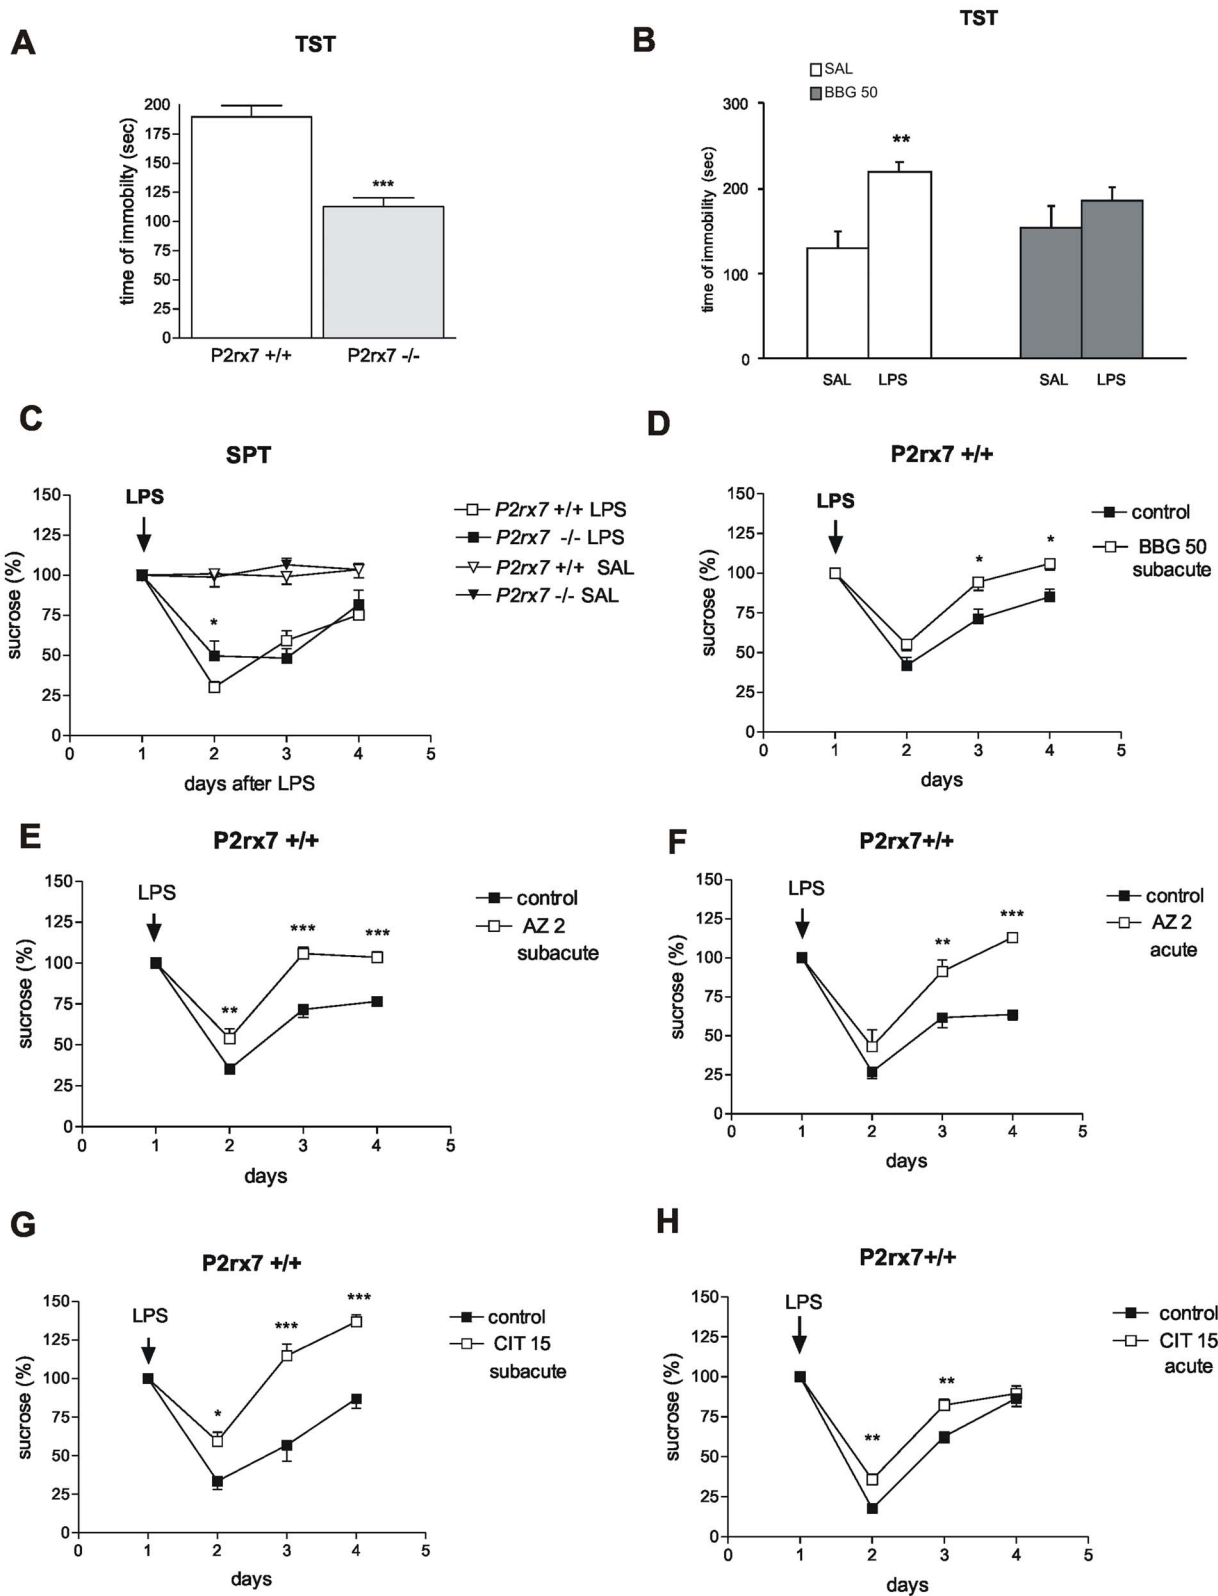 A
TST
time of immobilty (sec)
200
175
150
125
100
75
50
25
0
***
P2rx7 +/+
P2rx7 -/-
B
TST
SAL
BBG 50
time of immobility (sec)
300
200
100
0
**
SAL
LPS
SAL
LPS
C
SPT
LPS
sucrose (%)
150
125
100
75
50
25
0
*
0
1
2
3
4
5
days after LPS
P2rx7 +/+ LPS
P2rx7 -/- LPS
P2rx7 +/+ SAL
P2rx7 -/- SAL
D
P2rx7 +/+
LPS
sucrose (%)
150
125
100
75
50
25
0
*
*
0
1
2
3
4
5
days
control
BBG 50
subacute
E
P2rx7 +/+
LPS
sucrose (%)
150
125
100
75
50
25
0
**
***
***
0
1
2
3
4
5
days
control
AZ 2
subacute
F
P2rx7+/+
LPS
sucrose (%)
150
125
100
75
50
25
0
**
***
0
1
2
3
4
5
days
control
AZ 2
acute
G
P2rx7 +/+
LPS
sucrose (%)
150
125
100
75
50
25
0
*
***
***
0
1
2
3
4
5
days
control
CIT 15
subacute
H
P2rx7+/+
LPS
sucrose (%)
150
125
100
75
50
25
0
**
**
0
1
2
3
4
5
days
control
CIT 15
acute